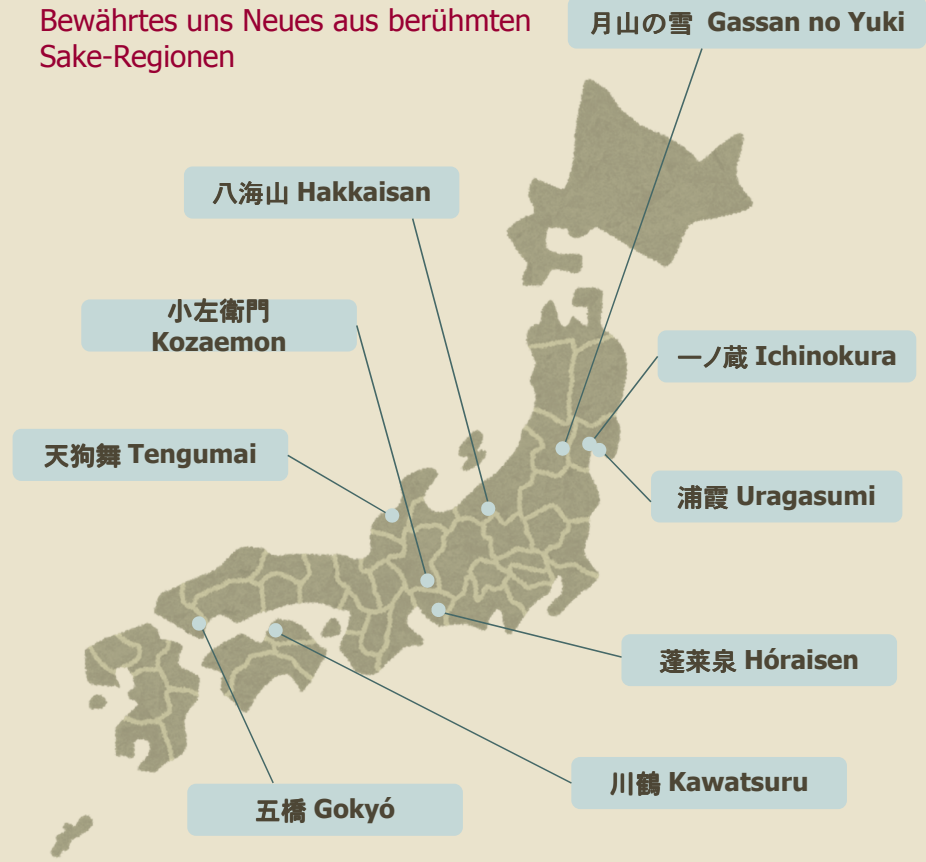 Bewährtes uns Neues aus berühmten
Sake-Regionen
月山の雪 Gassan no Yuki
八海山 Hakkaisan
小左衛門
Kozaemon
一ノ蔵 Ichinokura
天狗舞 Tengumai
浦霞 Uragasumi
蓬莱泉 Hóraisen
川鶴 Kawatsuru
五橋 Gokyó